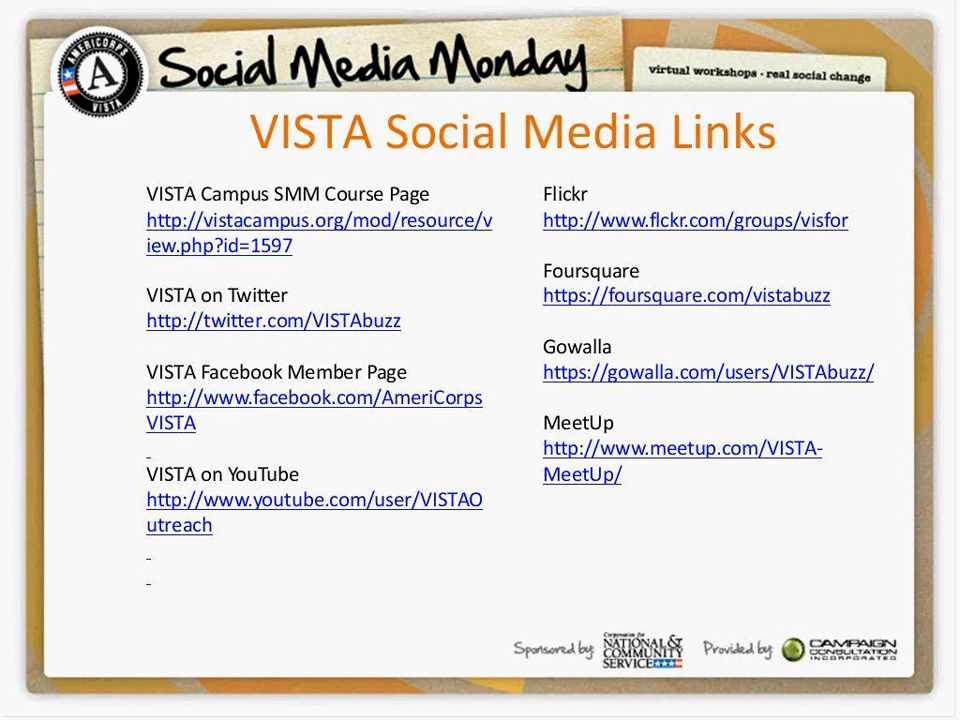 AMERICORPS
A
VISTA
Social Media Monday
virtual workshops · real social change
VISTA Social Media Links
VISTA Campus SMM Course Page
http://vistacampus.org/mod/resource/v
iew.php?id=1597
VISTA on Twitter
http://twitter.com/VISTAbuzz
VISTA Facebook Member Page
http://www.facebook.com/AmeriCorps
VISTA
VISTA on YouTube
http://www.youtube.com/user/VISTAO
utreach
Flickr
http://www.flckr.com/groups/visfor
Foursquare
https://foursquare.com/vistabuzz
Gowalla
https://gowalla.com/users/VISTAbuzz/
MeetUp
http://www.meetup.com/VISTA-
MeetUp/
Sponsored by:
Corporation for
NATIONAL &
COMMUNITY
SERVICE
Provided by:
CAMPAIGN
CONSULTATION
INCORPORATED